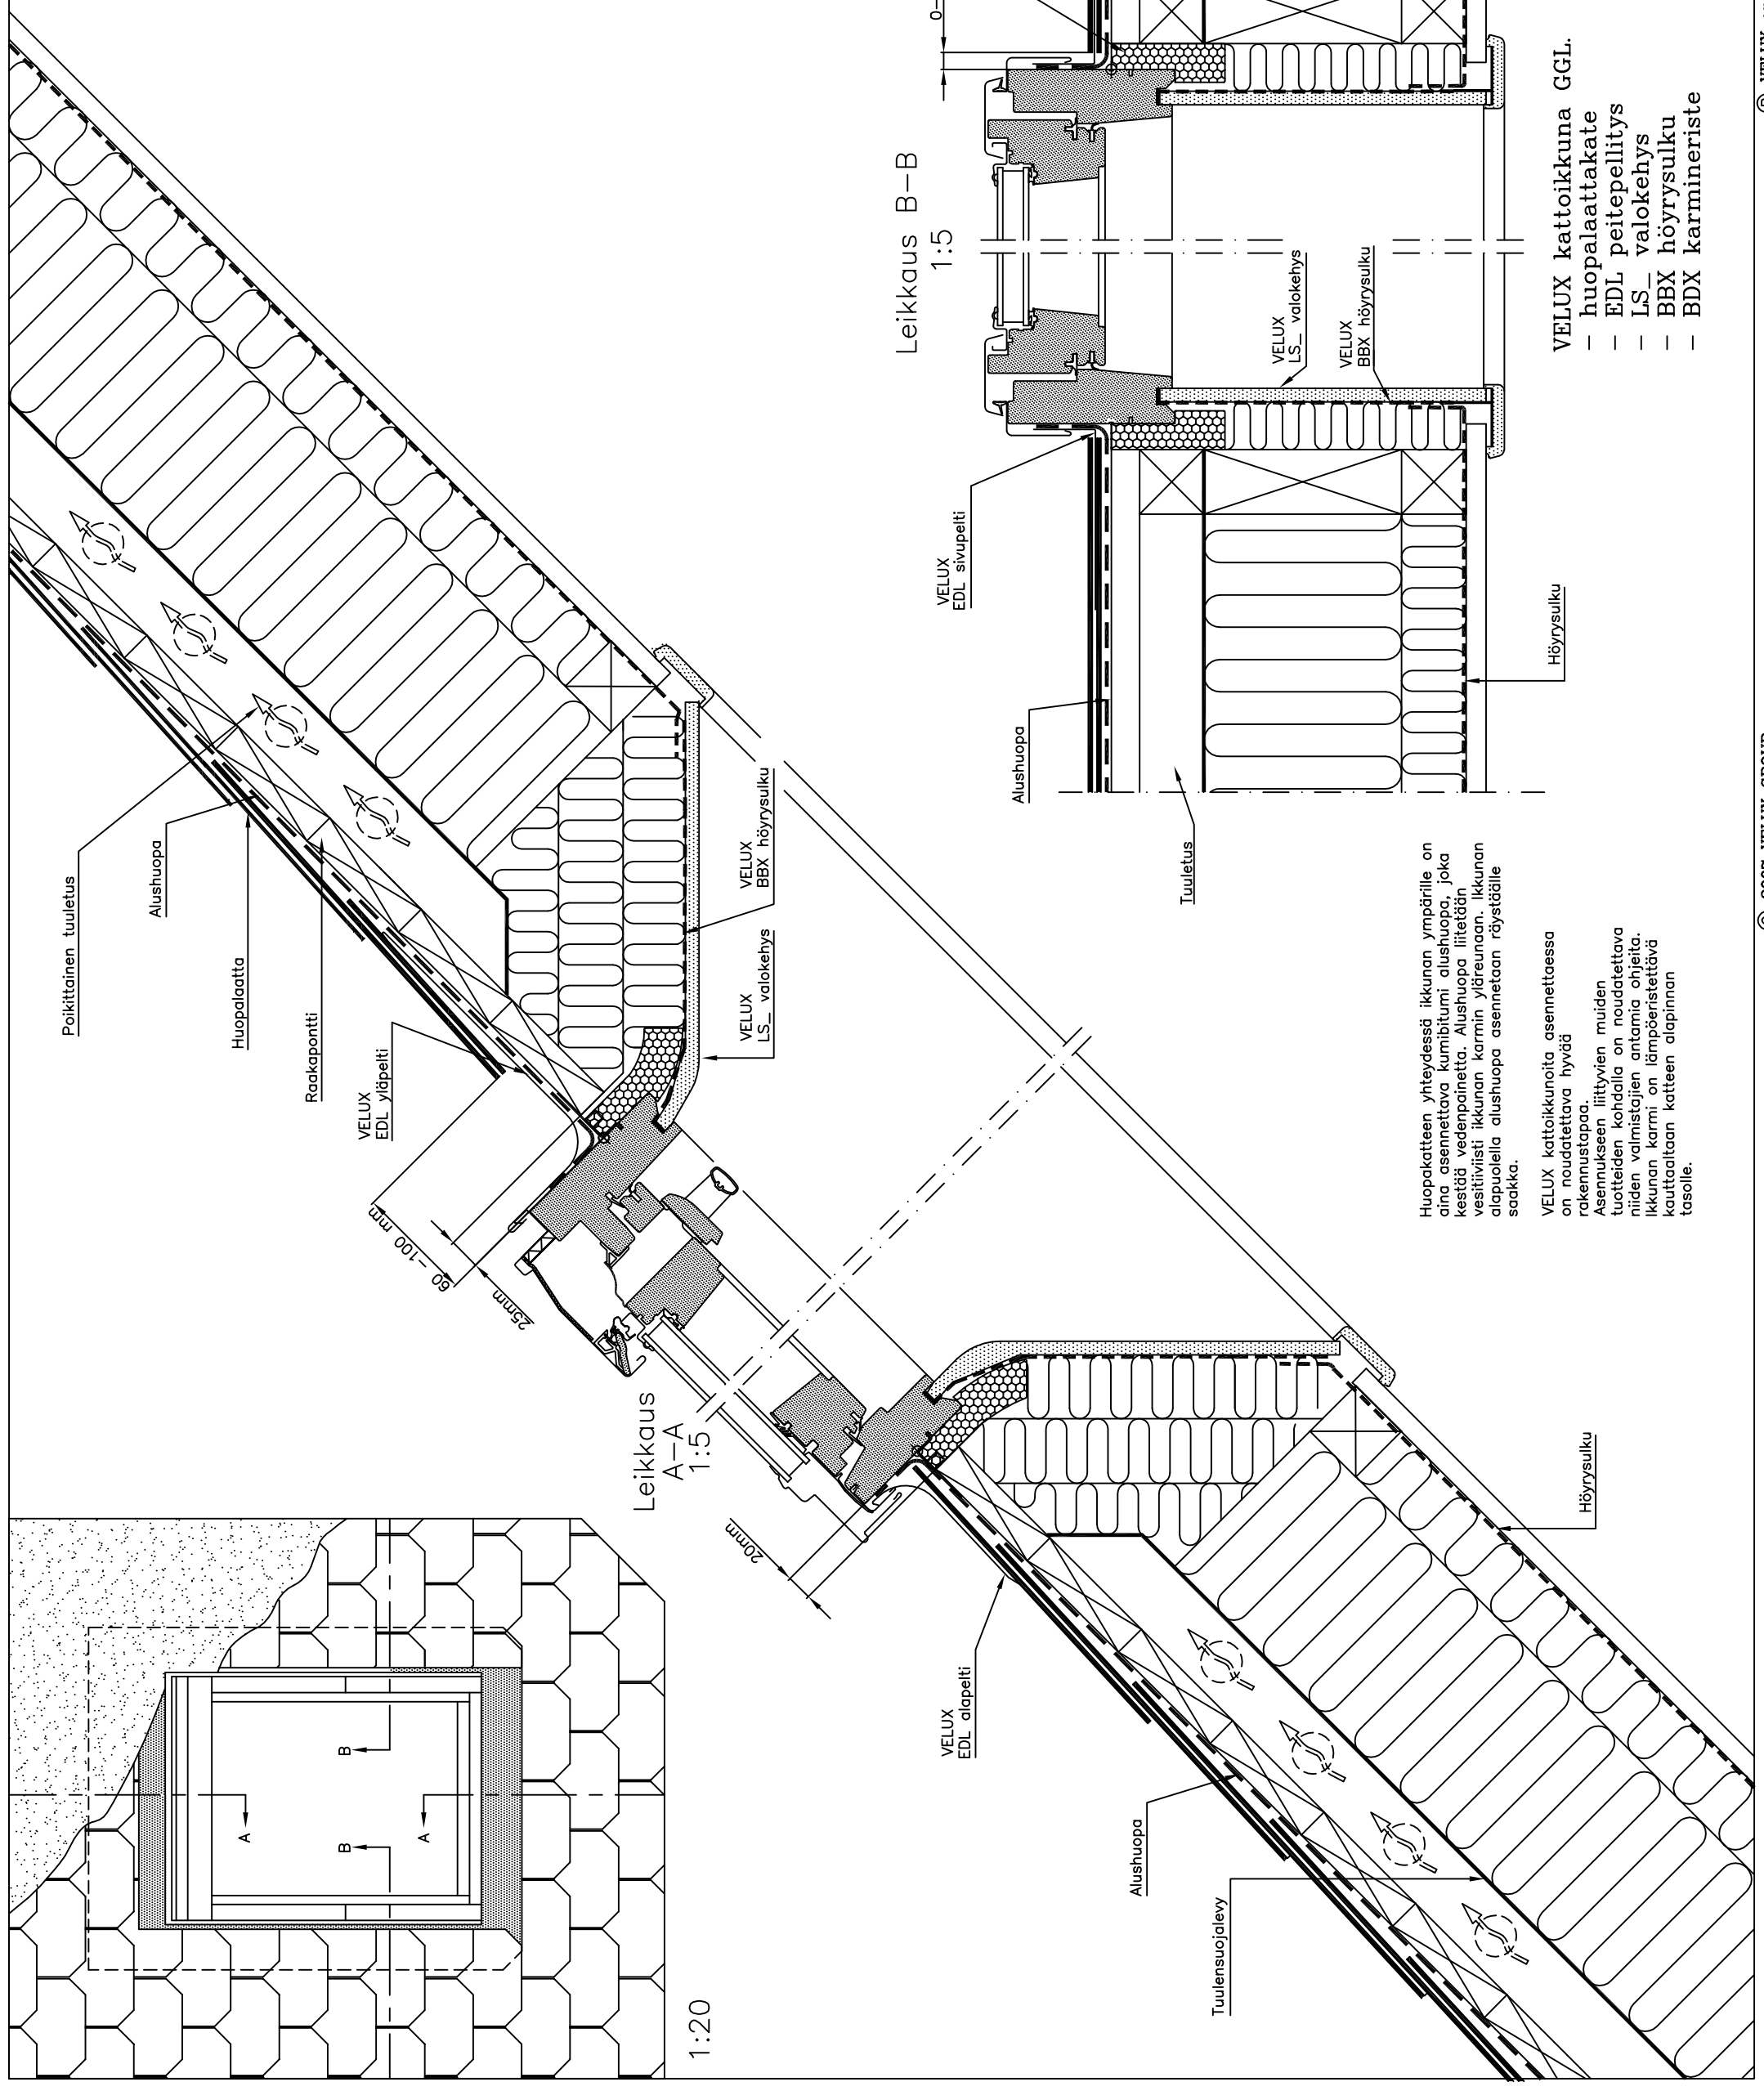 Poikittainen tuuletus
Alushuopa
Huopalaatta
Raakapontti
VELUX
EDL yläpelti
60 – 100 mm
25mm
VELUX
BBX höyrysulku
VELUX
LS_ valokehys
Leikkaus
A–A
1:5
20mm
VELUX
EDL alapelti
Alushuopa
Tuulensuojalevy
Höyrysulku
A
A
B
B
1:20
Leikkaus B–B
1:5
0–
VELUX
EDL sivupelti
VELUX
LS_ valokehys
VELUX
BBX höyrysulku
Alushuopa
Tuuletus
Höyrysulku
Huopakatteen yhteydessä ikkunan ympärille on
aina asennettava kumibitumi alushuopa, joka
kestää vedenpainetta. Alushuopa liitetään
vesitiiviisti ikkunan karmin yläreunaan. Ikkunan
alapuolella alushuopa asennetaan räystäälle
saakka.
VELUX kattoikkunoita asennettaessa
on noudatettava hyvää
rakennustapaa.
Asennukseen liittyvien muiden
tuotteiden kohdalla on noudatettava
niiden valmistajien antamia ohjeita.
Ikkunan karmi on lämpöeristettävä
kauttaaltaan katteen alapinnan
tasolle.
VELUX kattoikkuna GGL.
– huopalaattakate
– EDL peitepellitys
– LS_ valokehys
– BBX höyrysulku
– BDX karmineriste